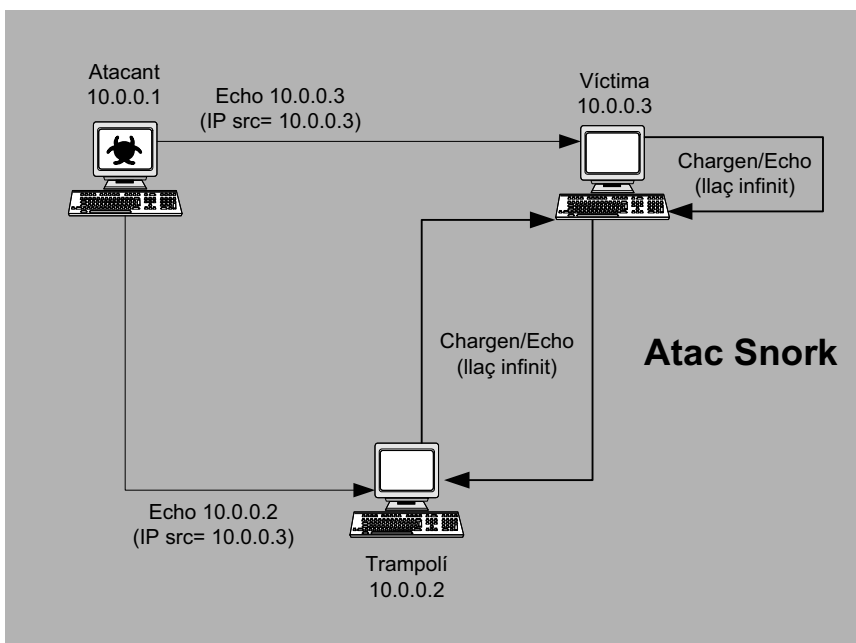 Atacant
10.0.0.1
Echo 10.0.0.3
(IP src= 10.0.0.3)
Víctima
10.0.0.3
Chargen/Echo
(llaç infinit)
Chargen/Echo
(llaç infinit)
Atac Snork
Echo 10.0.0.2
(IP src= 10.0.0.3)
Trampolí
10.0.0.2